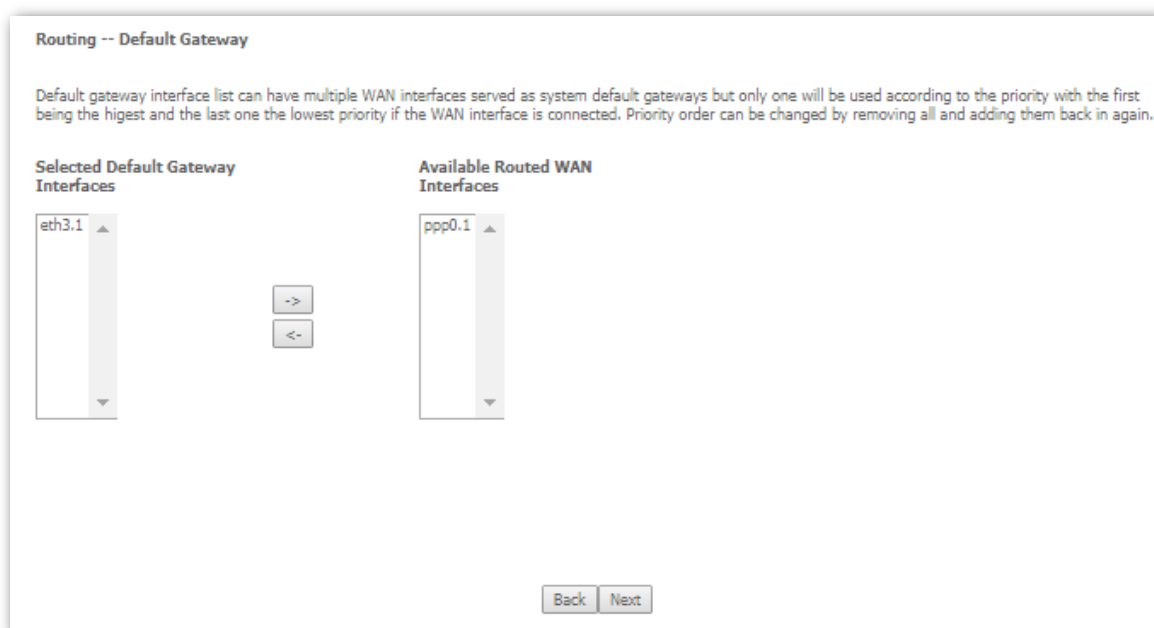 Routing -- Default Gateway
Default gateway interface list can have multiple WAN interfaces served as system default gateways but only one will be used according to the priority with the first
being the higest and the last one the lowest priority if the WAN interface is connected. Priority order can be changed by removing all and adding them back in again.
Selected Default Gateway
Interfaces
Available Routed WAN
Interfaces
eth3.1
ppp0.1
->
<-
Back
Next